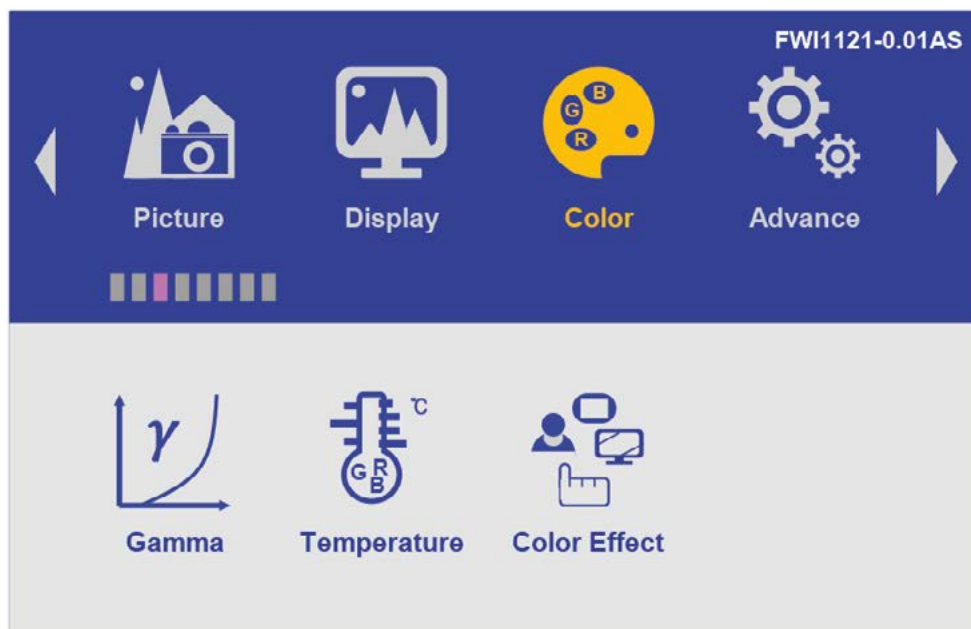 FWI1121-0.01AS
G B R
Picture Display Color Advance
γ
°C
G R B
Gamma Temperature Color Effect